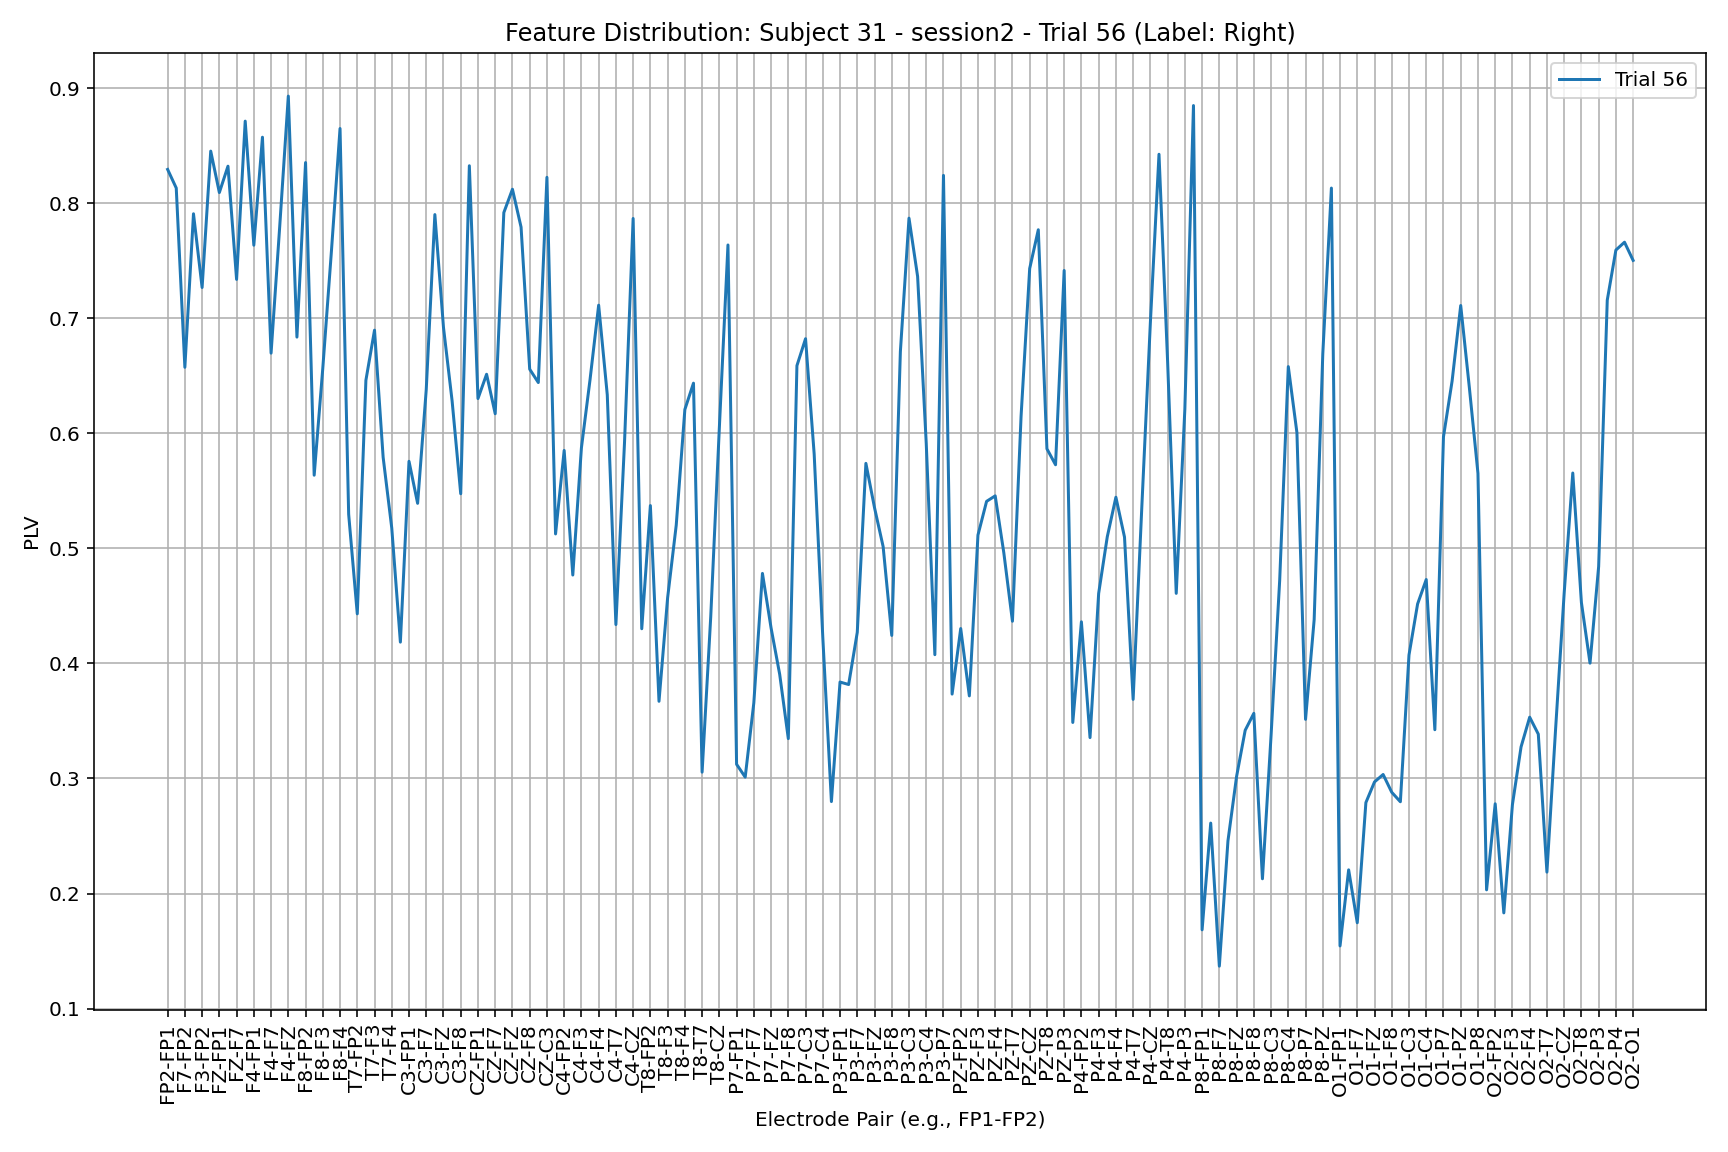 Feature Distribution: Subject 31 - session2 - Trial 56 (Label: Right)
Trial 56
PLV
0.9
0.8
0.7
0.6
0.5
0.4
0.3
0.2
0.1
FP2-FP1
F7-FP2
F3-FP2
FZ-FP1
FZ-F7
F4-FP1
F4-F7
F4-FZ
F8-FP2
F8-F3
F8-F4
T7-FP2
T7-F3
T7-F4
C3-FP1
C3-F7
C3-FZ
C3-F8
CZ-FP1
CZ-F7
CZ-FZ
CZ-F8
CZ-C3
C4-FP2
C4-F3
C4-F4
C4-T7
C4-CZ
T8-FP2
T8-F3
T8-F4
T8-T7
T8-CZ
P7-FP1
P7-F7
P7-FZ
P7-F8
P7-C3
P7-C4
P3-FP1
P3-F7
P3-FZ
P3-F8
P3-C3
P3-C4
P3-P7
PZ-FP2
PZ-F3
PZ-F4
PZ-T7
PZ-CZ
PZ-T8
PZ-P3
P4-FP2
P4-F3
P4-F4
P4-T7
P4-CZ
P4-T8
P4-P3
P8-FP1
P8-F7
P8-FZ
P8-F8
P8-C3
P8-C4
P8-P7
P8-PZ
O1-FP1
O1-F7
O1-FZ
O1-F8
O1-C3
O1-C4
O1-P7
O1-PZ
O1-P8
O2-FP2
O2-F3
O2-F4
O2-T7
O2-CZ
O2-T8
O2-P3
O2-P4
O2-O1
Electrode Pair (e.g., FP1-FP2)